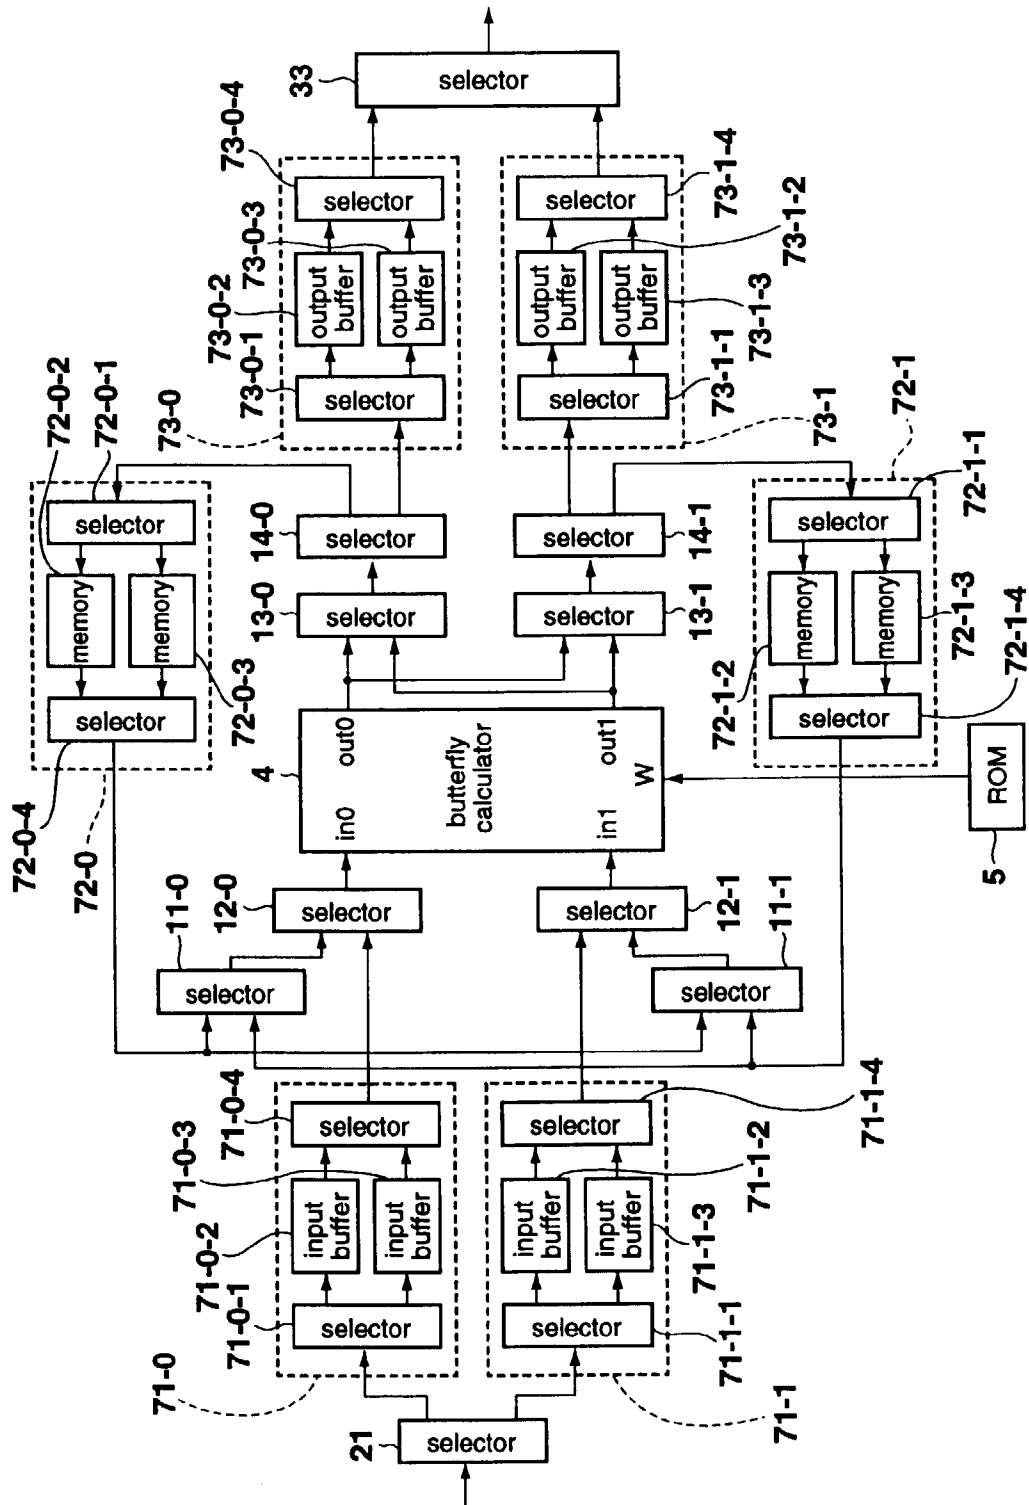 33
selector
73-0-4
selector
73-0-3
73-0-2
output
buffer
output
buffer
73-0-1
selector
73-0
selector
73-1-4
output
buffer
output
buffer
73-1-2
73-1-3
selector
73-1-1
73-1
72-0-2
72-0-1
selector
memory
memory
72-0-3
selector
72-0-4
72-0
72-1
selector
72-1-1
memory
memory
72-1-2
72-1-3
selector
72-1-4
14-0
selector
13-0
selector
selector
14-1
selector
13-1
4
out0
out1
butterfly
calculator
W
in0
in1
ROM
5
12-0
selector
selector
12-1
11-0
selector
selector
11-1
71-0-4
selector
71-0-3
71-0-2
input
buffer
input
buffer
71-0-1
selector
71-0
selector
71-1-4
input
buffer
input
buffer
71-1-2
71-1-3
selector
71-1-1
71-1
21
selector